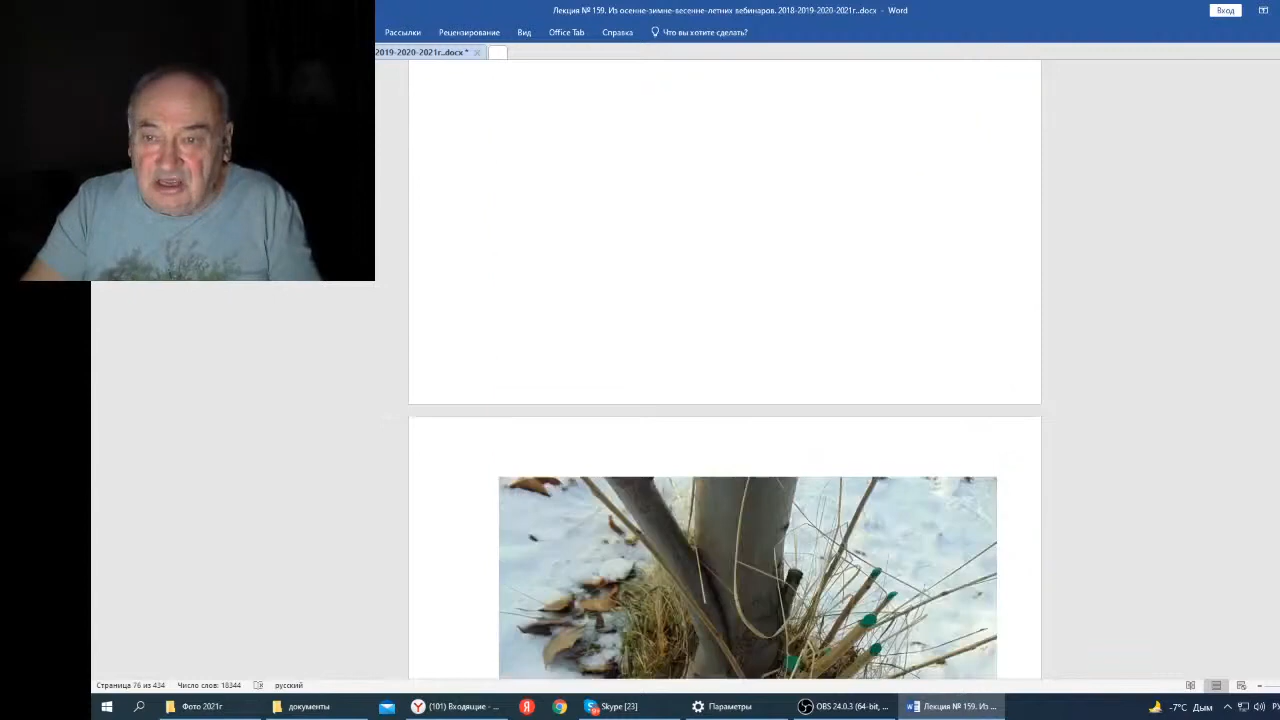 Лекция № 159. Из осенне-зимне-весенне-летних вебинаров. 2018-2019-2020-2021г..docx - Word
Вход
Рассылки Рецензирование Вид Office Tab Справка Что вы хотите сделать?
2019-2020-2021г..docx *
Страница 76 из 434 Число слов: 18344 русский
Фото 2021г документы (101) Входящие - ... Skype [23] Параметры OBS 24.0.3 (64-bit, ... Лекция № 159. Из ... -7°C